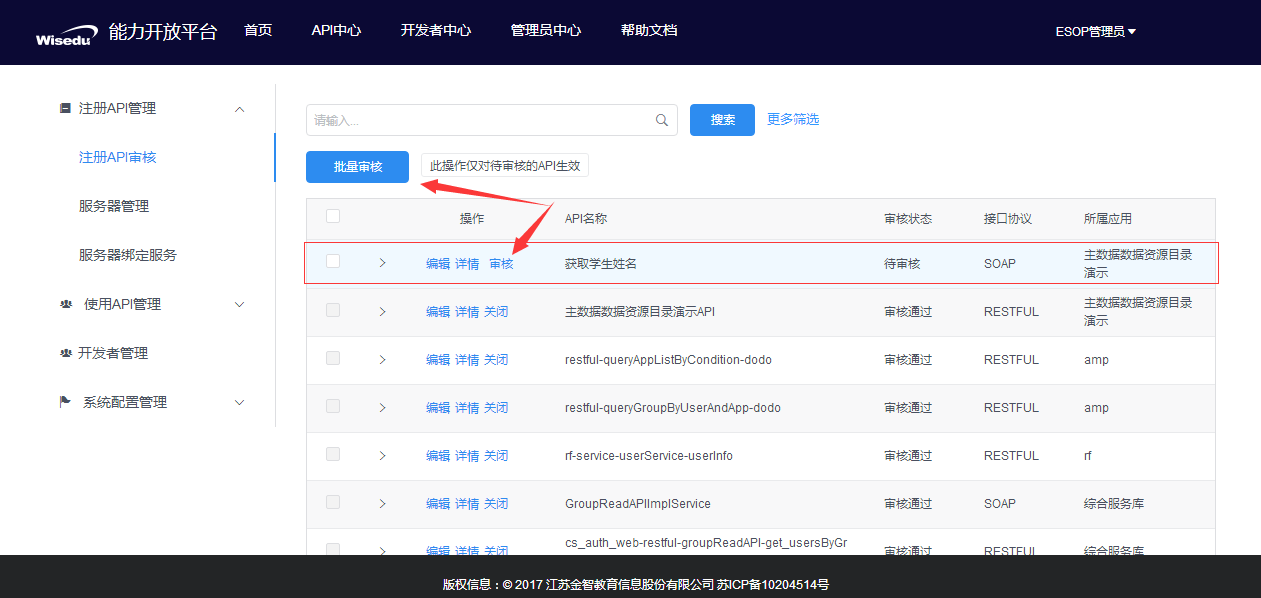 Wisedu 能力开放平台 首页 API中心 开发者中心 管理员中心 帮助文档 ESOP管理员
注册API管理
注册API审核
服务器管理
服务器绑定服务
使用API管理
开发者管理
系统配置管理
请输入... 搜索 更多筛选
批量审核 此操作仅对待审核的API生效
操作 API名称 审核状态 接口协议 所属应用
编辑 详情 审核 获取学生姓名 待审核 SOAP 主数据数据资源目录
演示
编辑 详情 关闭 主数据数据资源目录演示API 审核通过 RESTFUL 主数据数据资源目录
演示
编辑 详情 关闭 restful-queryAppListByCondition-dodo 审核通过 RESTFUL amp
编辑 详情 关闭 restful-queryGroupByUserAndApp-dodo 审核通过 RESTFUL amp
编辑 详情 关闭 rf-service-userService-userInfo 审核通过 RESTFUL rf
编辑 详情 关闭 GroupReadAPIImplService 审核通过 SOAP 综合服务库
cs_auth_web-restful-groupReadAPI-get_usersByGr
编辑 详情 关闭 审核通过 RESTFUL 综合服务库
版权信息：© 2017 江苏金智教育信息股份有限公司 苏ICP备10204514号